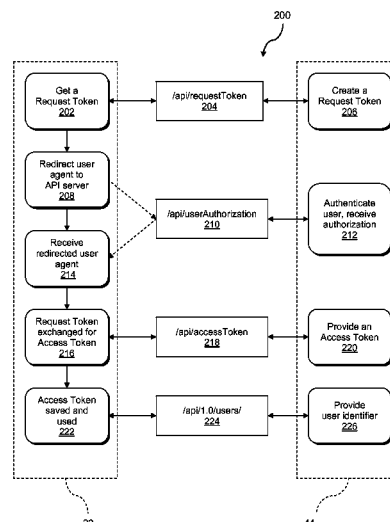 200
Get a
Request Token
202
/api/requestToken
204
Create a
Request Token
206
Redirect user
agent to
API server
208
/api/userAuthorization
210
Authenticate
user, receive
authorization
212
Receive
redirected user
agent
214
Request Token
exchanged for
Access Token
216
/api/accessToken
218
Provide an
Access Token
220
Access Token
saved and
used
222
/api/1.0/users/
224
Provide
user identifier
226